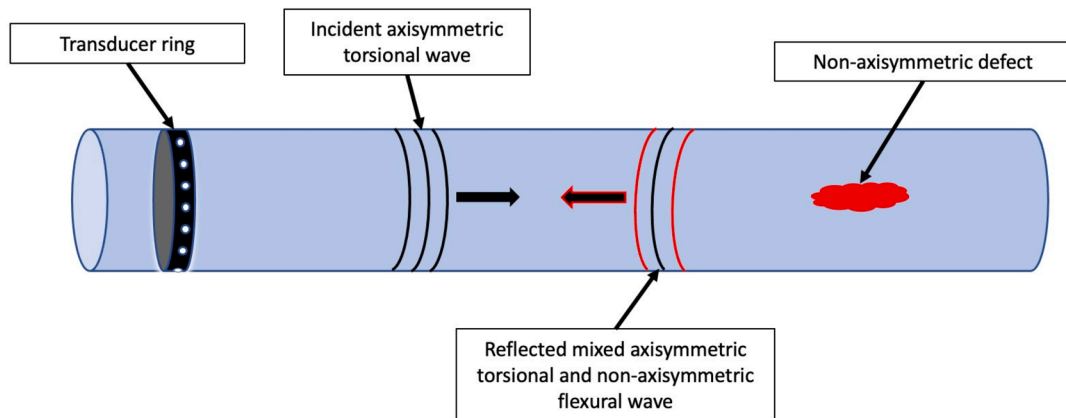 Transducer ring
Incident axisymmetric
torsional wave
Non-axisymmetric defect
Reflected mixed axisymmetric
torsional and non-axisymmetric
flexural wave